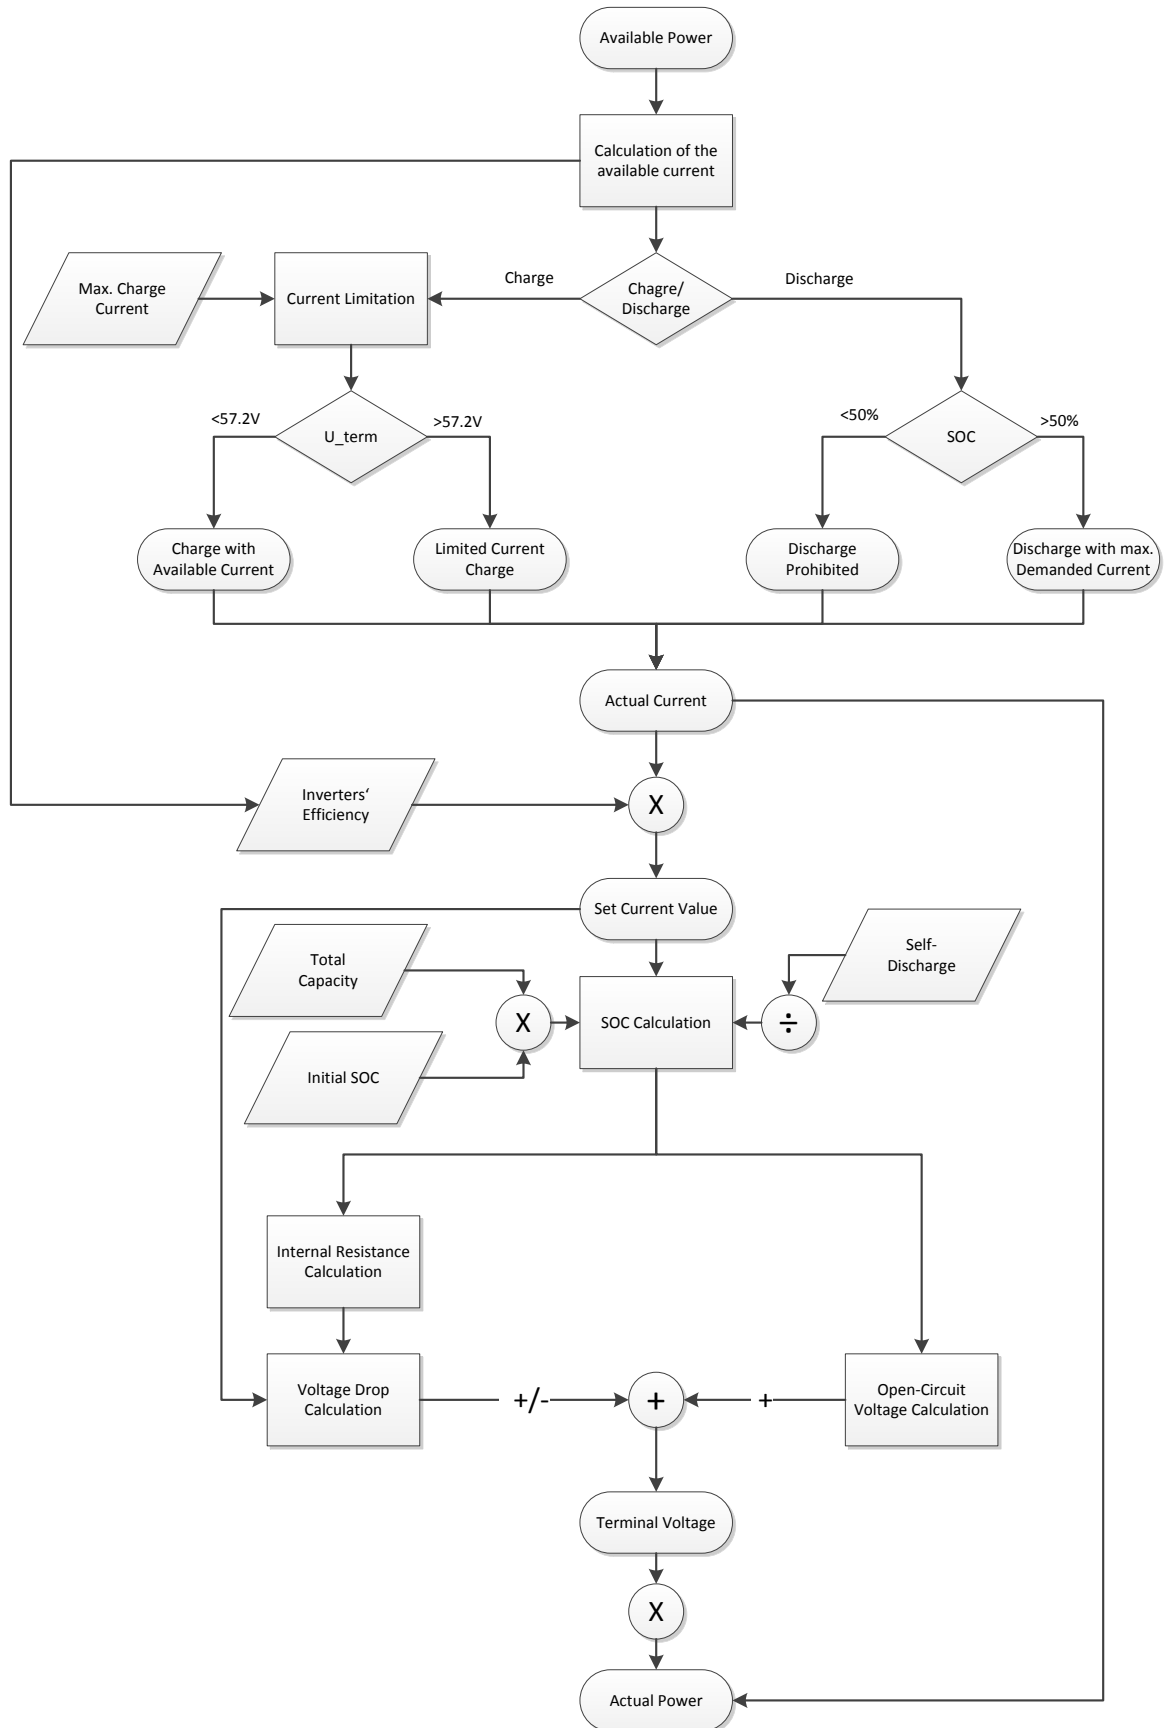 Available Power
Calculation of the
available current
Charge
Discharge
Max. Charge
Current
Current Limitation
Chagre/
Discharge
<57.2V
>57.2V
U_term
<50%
>50%
SOC
Charge with
Available Current
Limited Current
Charge
Discharge
Prohibited
Discharge with max.
Demanded Current
Actual Current
Inverters‘
Efficiency
X
Set Current Value
Total
Capacity
Self-
Discharge
X
SOC Calculation
÷
Initial SOC
Internal Resistance
Calculation
Voltage Drop
Calculation
+/-
+
+
Open-Circuit
Voltage Calculation
Terminal Voltage
X
Actual Power